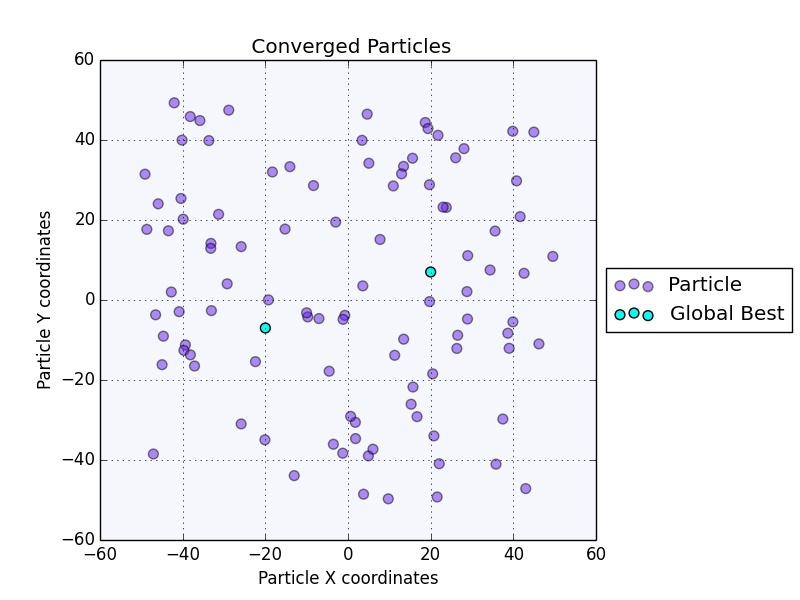 Converged Particles
60
40
20
0
−20
−40
−60
−60 −40 −20 0 20 40 60
Particle Y coordinates
Particle X coordinates
Particle
Global Best